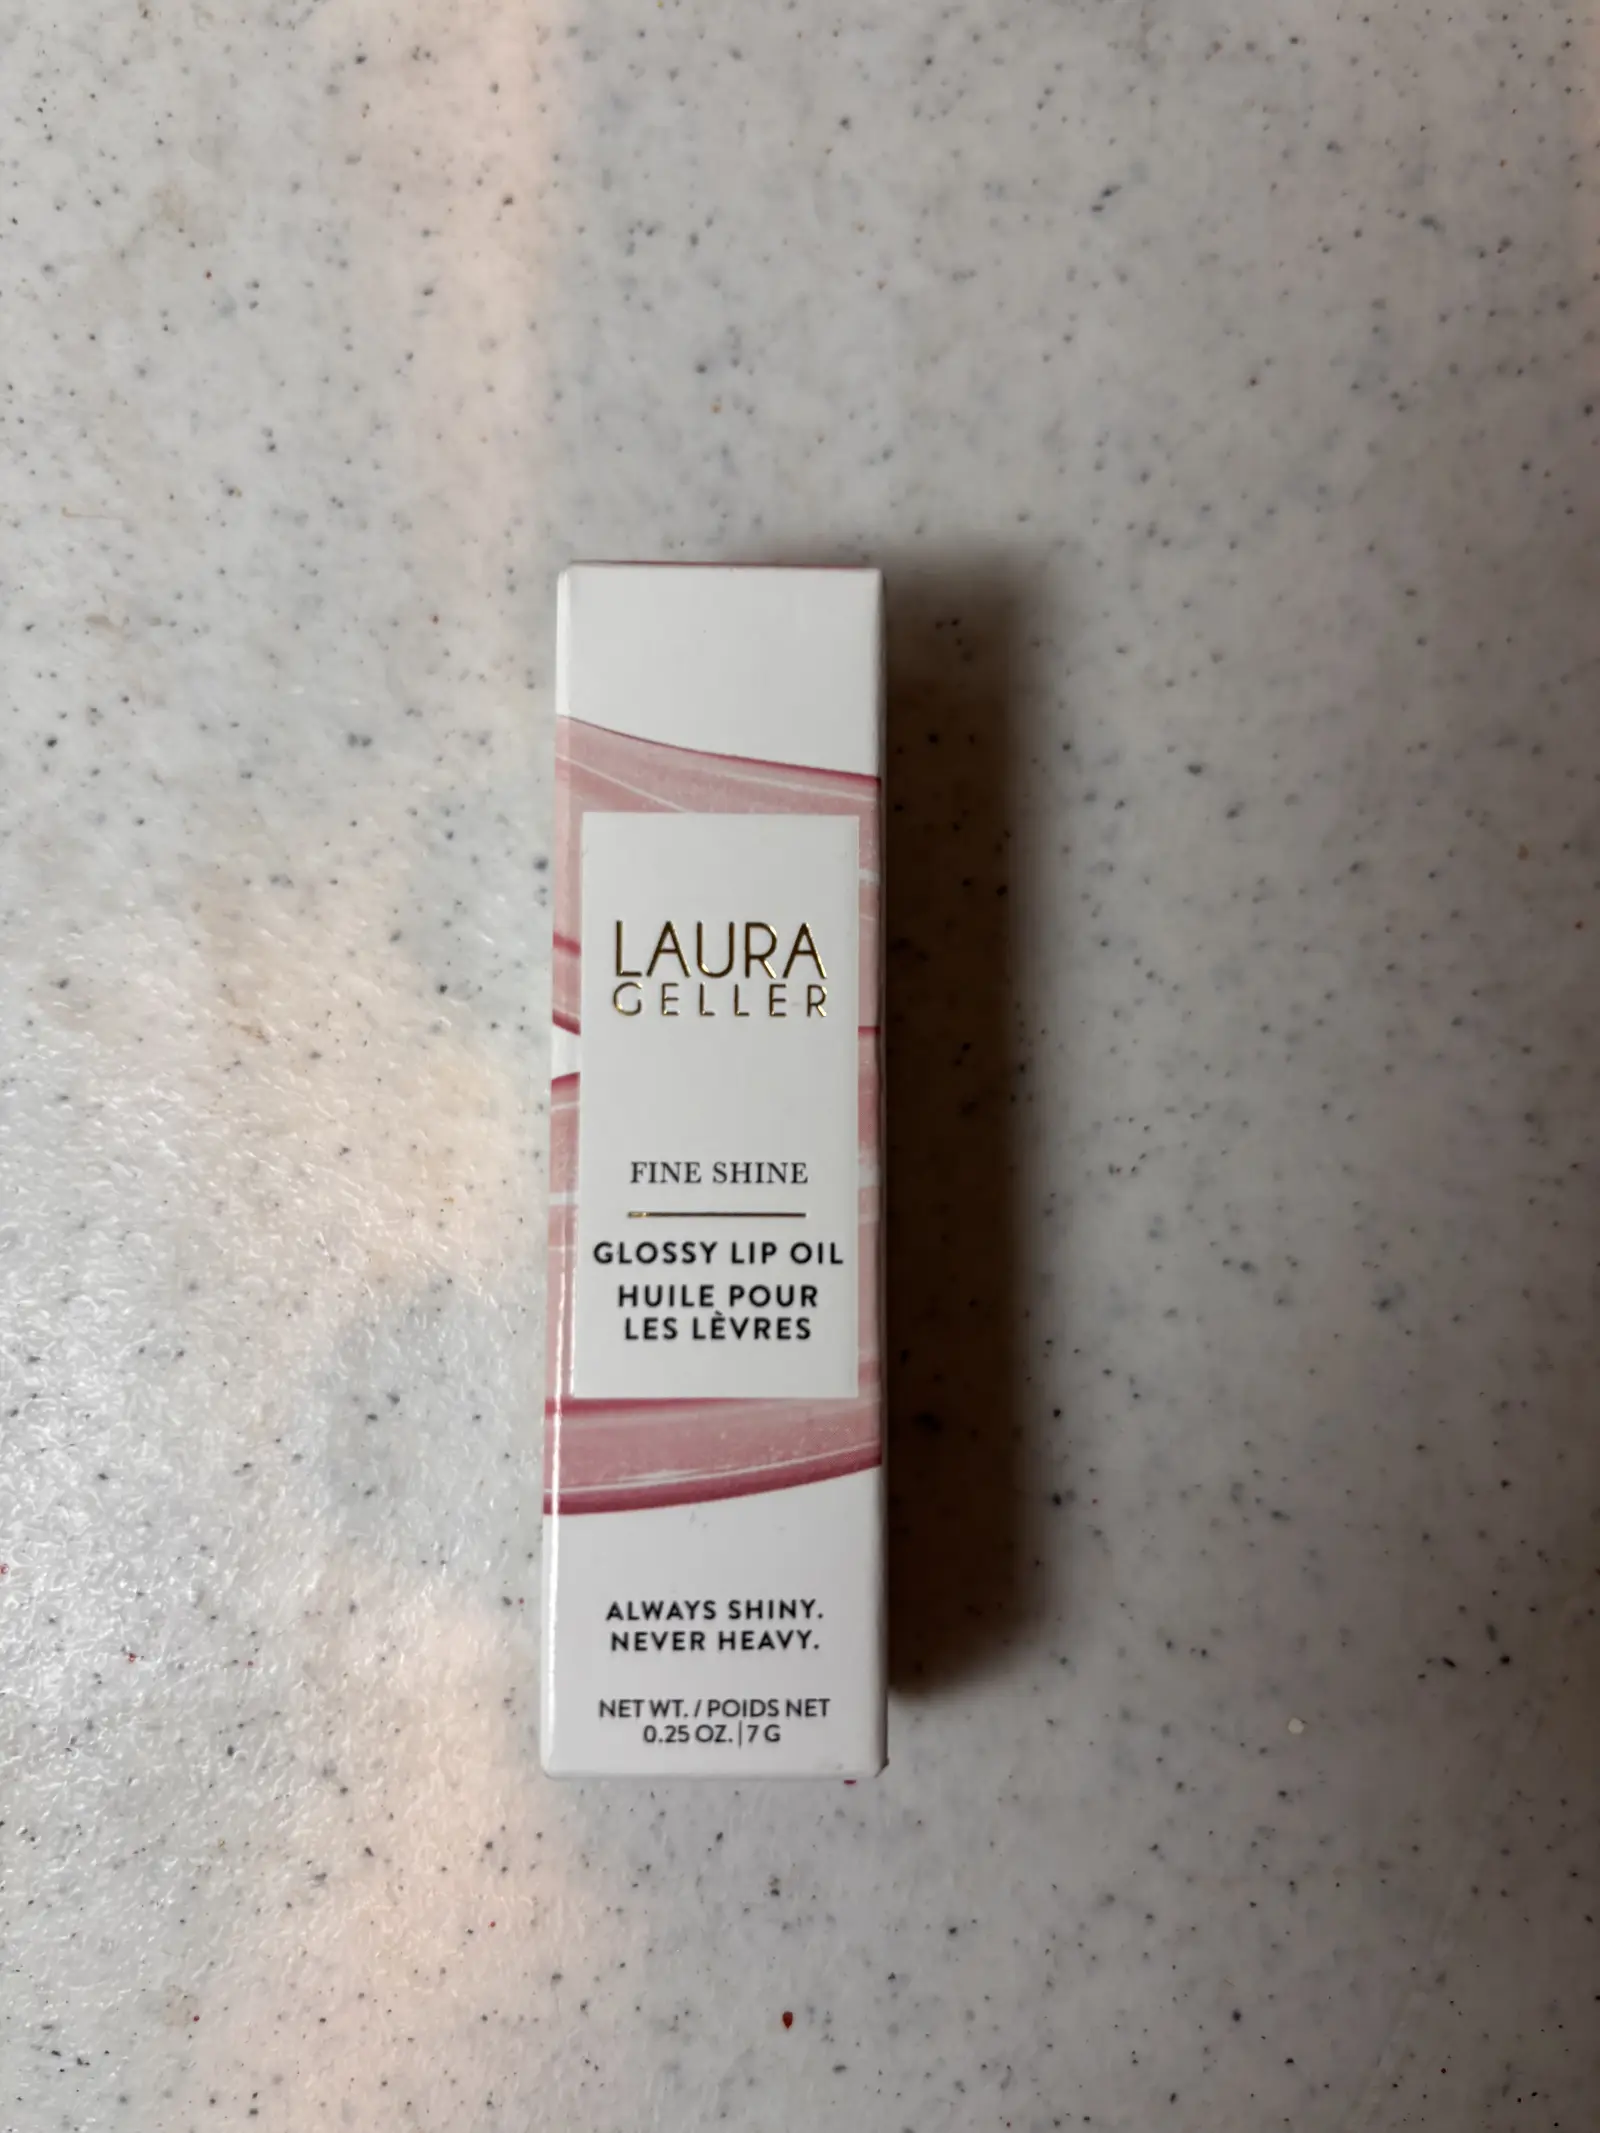 LAURA
GELLER
FINE SHINE
GLOSSY LIP OIL
HUILE POUR
LES LÈVRES
ALWAYS SHINY.
NEVER HEAVY.
NET WT. / POIDS NET
0.25 OZ. | 7 G